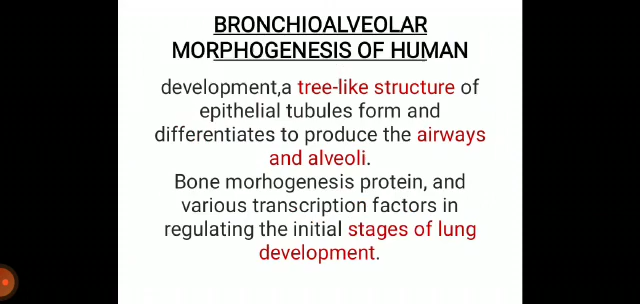 BRONCHIOALVEOLAR
MORPHOGENESIS OF HUMAN
development,a tree-like structure of
epithelial tubules form and
differentiates to produce the airways
and alveoli.
Bone morhogenesis protein, and
various transcription factors in
regulating the initial stages of lung
development.